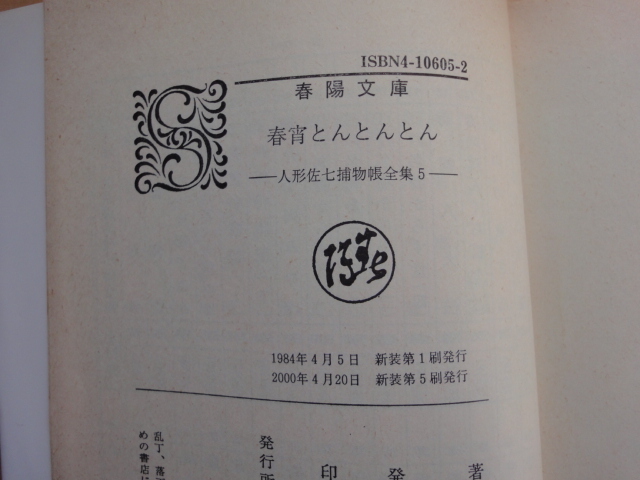 ISBN4-10605-2
春陽文庫
春宵とんとんとん
—人形佐七捕物帳全集5—
1984年4月5日 新装第1刷発行
2000年4月20日 新装第5刷発行
著
発
印
発行所
乱丁、落
めの書店